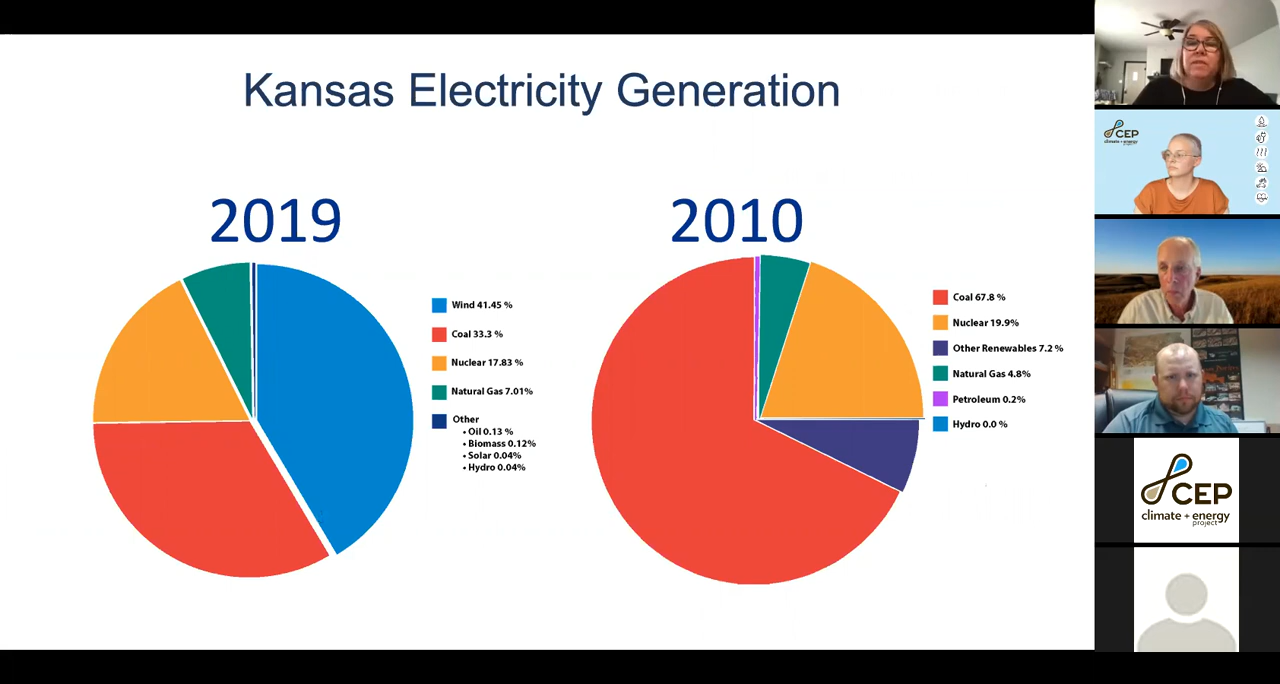 Kansas Electricity Generation
2019
Wind 41.45 %
Coal 33.3 %
Nuclear 17.83 %
Natural Gas 7.01%
Other
• Oil 0.13 %
• Biomass 0.12%
• Solar 0.04%
• Hydro 0.04%
2010
Coal 67.8 %
Nuclear 19.9%
Other Renewables 7.2 %
Natural Gas 4.8%
Petroleum 0.2%
Hydro 0.0 %
CEP
climate + energy
project
CEP
climate + energy
project